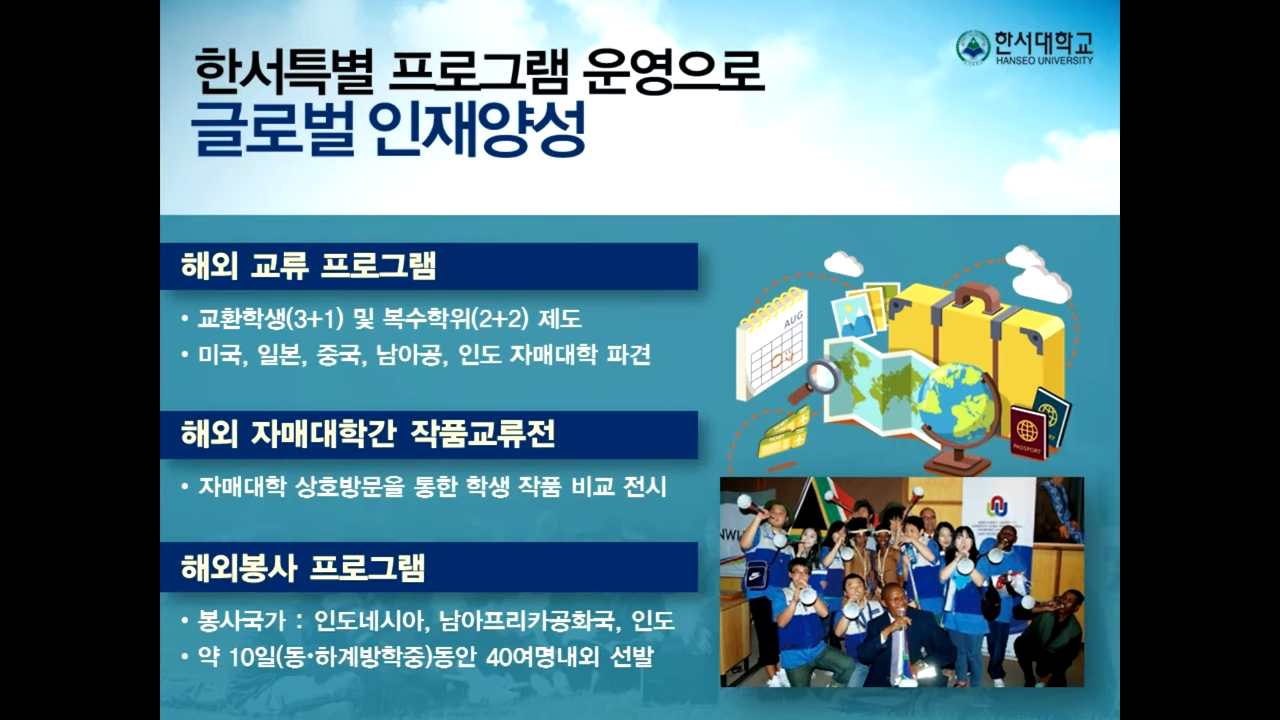 한서특별 프로그램 운영으로
글로벌 인재양성
한서대학교
HANSEO UNIVERSITY
해외 교류 프로그램
• 교환학생(3+1) 및 복수학위(2+2) 제도
• 미국, 일본, 중국, 남아공, 인도 자매대학 파견
해외 자매대학간 작품교류전
• 자매대학 상호방문을 통한 학생 작품 비교 전시
해외봉사 프로그램
• 봉사국가 : 인도네시아, 남아프리카공화국, 인도
• 약 10일(동•하계방학중)동안 40여명내외 선발
AUG
TICKET
PASSPORT
NWU